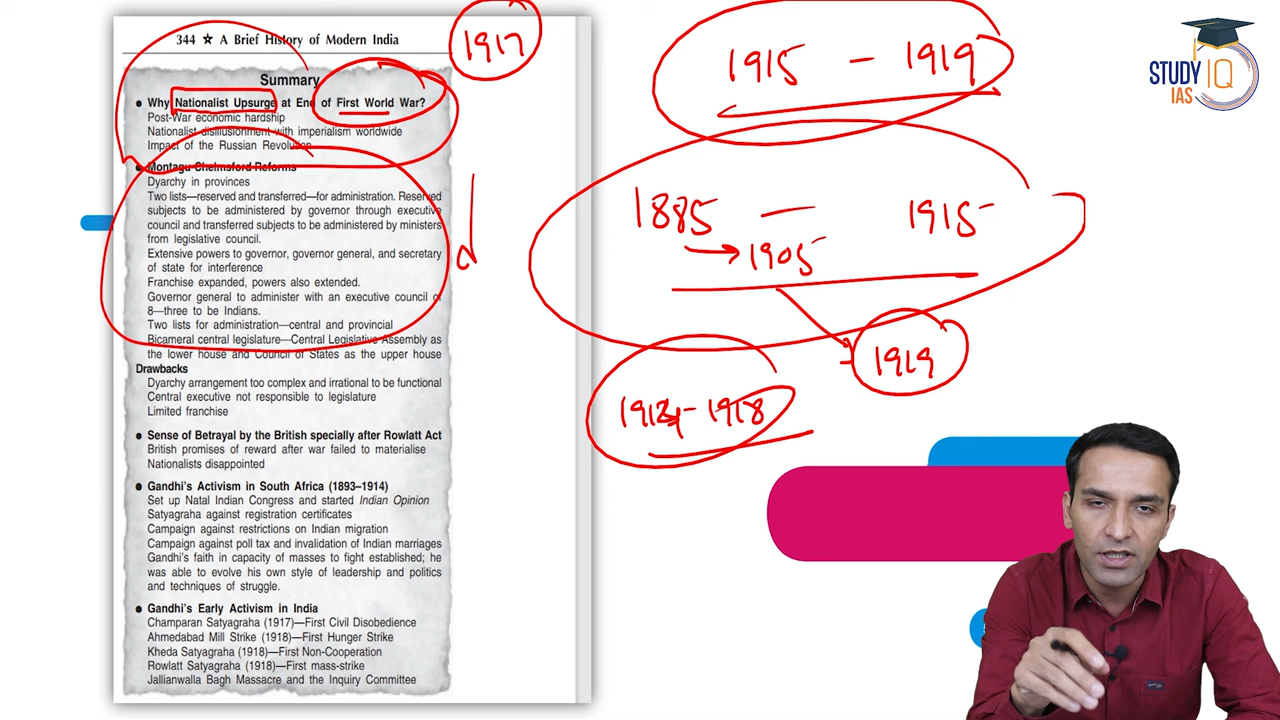 344 ★ A Brief History of Modern India
Summary
● Why Nationalist Upsurge at End of First World War?
Post-War economic hardship
Nationalist disillusionment with imperialism worldwide
Impact of the Russian Revolution
● Montagu-Chelmsford Reforms
Dyarchy in provinces
Two lists—reserved and transferred—for administration. Reserved
subjects to be administered by governor through executive
council and transferred subjects to be administered by ministers
from legislative council.
Extensive powers to governor, governor general, and secretary
of state for interference
Franchise expanded, powers also extended.
Governor general to administer with an executive council of
8—three to be Indians.
Two lists for administration—central and provincial
Bicameral central legislature—Central Legislative Assembly as
the lower house and Council of States as the upper house
Drawbacks
Dyarchy arrangement too complex and irrational to be functional
Central executive not responsible to legislature
Limited franchise
● Sense of Betrayal by the British specially after Rowlatt Act
British promises of reward after war failed to materialise
Nationalists disappointed
● Gandhi's Activism in South Africa (1893–1914)
Set up Natal Indian Congress and started Indian Opinion
Satyagraha against registration certificates
Campaign against restrictions on Indian migration
Campaign against poll tax and invalidation of Indian marriages
Gandhi's faith in capacity of masses to fight established; he
was able to evolve his own style of leadership and politics
and techniques of struggle.
● Gandhi's Early Activism in India
Champaran Satyagraha (1917)—First Civil Disobedience
Ahmedabad Mill Strike (1918)—First Hunger Strike
Kheda Satyagraha (1918)—First Non-Cooperation
Rowlatt Satyagraha (1918)—First mass-strike
Jallianwalla Bagh Massacre and the Inquiry Committee
1917
1915 – 1919
1885 — 1915
→ 1905
1919
1914 – 1918
STUDY IQ
IAS